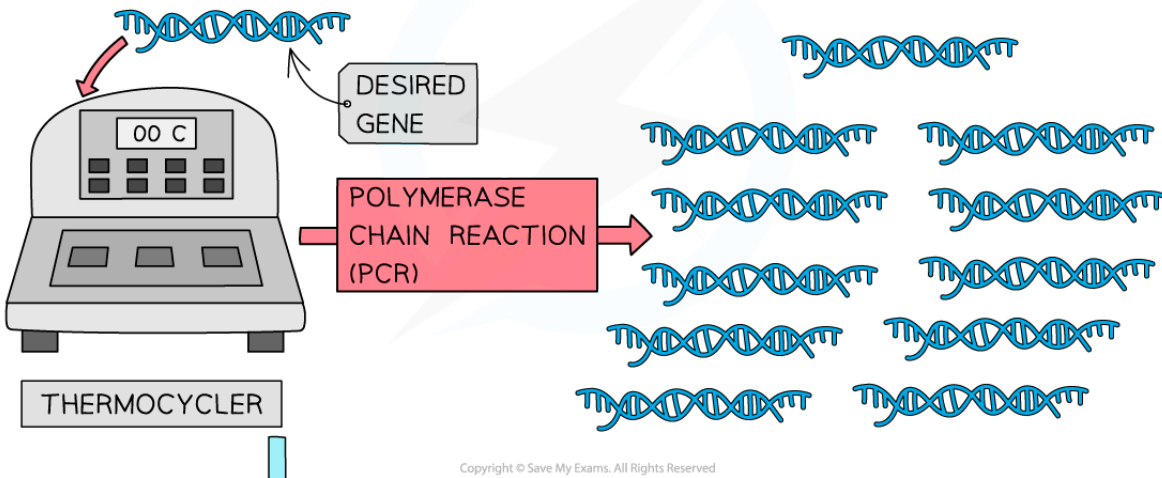 DESIRED
GENE
00 C
POLYMERASE
CHAIN REACTION
(PCR)
THERMOCYCLER
Copyright © Save My Exams. All Rights Reserved